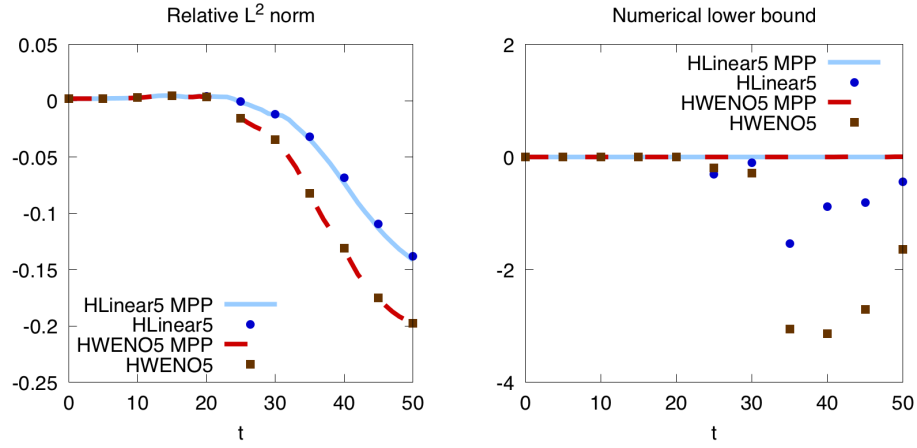 Relative L² norm
0.05
0
-0.05
-0.1
-0.15
-0.2
-0.25
HLinear5 MPP
HLinear5
HWENO5 MPP
HWENO5
0 10 20 30 40 50
t
Numerical lower bound
2
0
-2
-4
HLinear5 MPP
HLinear5
HWENO5 MPP
HWENO5
0 10 20 30 40 50
t